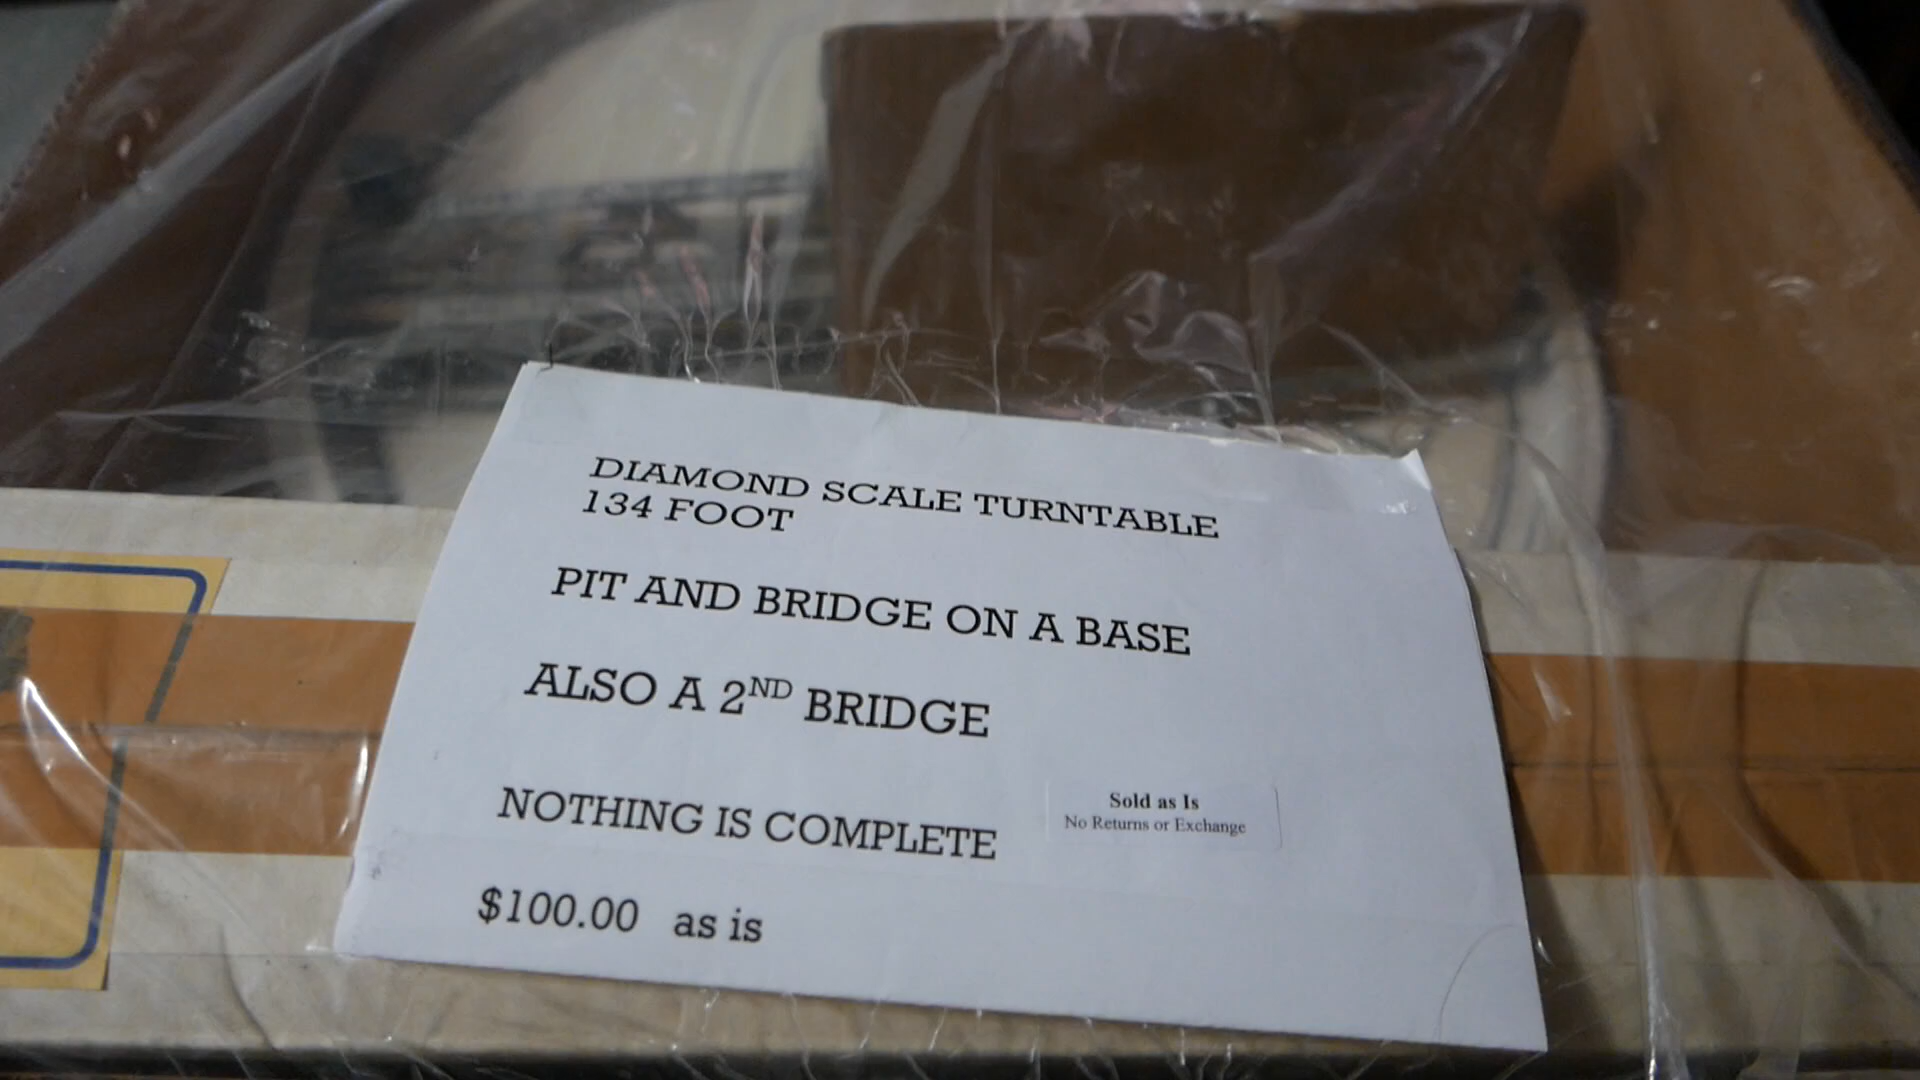 DIAMOND SCALE TURNTABLE
134 FOOT
PIT AND BRIDGE ON A BASE
ALSO A 2ND BRIDGE
NOTHING IS COMPLETE
Sold as Is
No Returns or Exchange
$100.00 as is